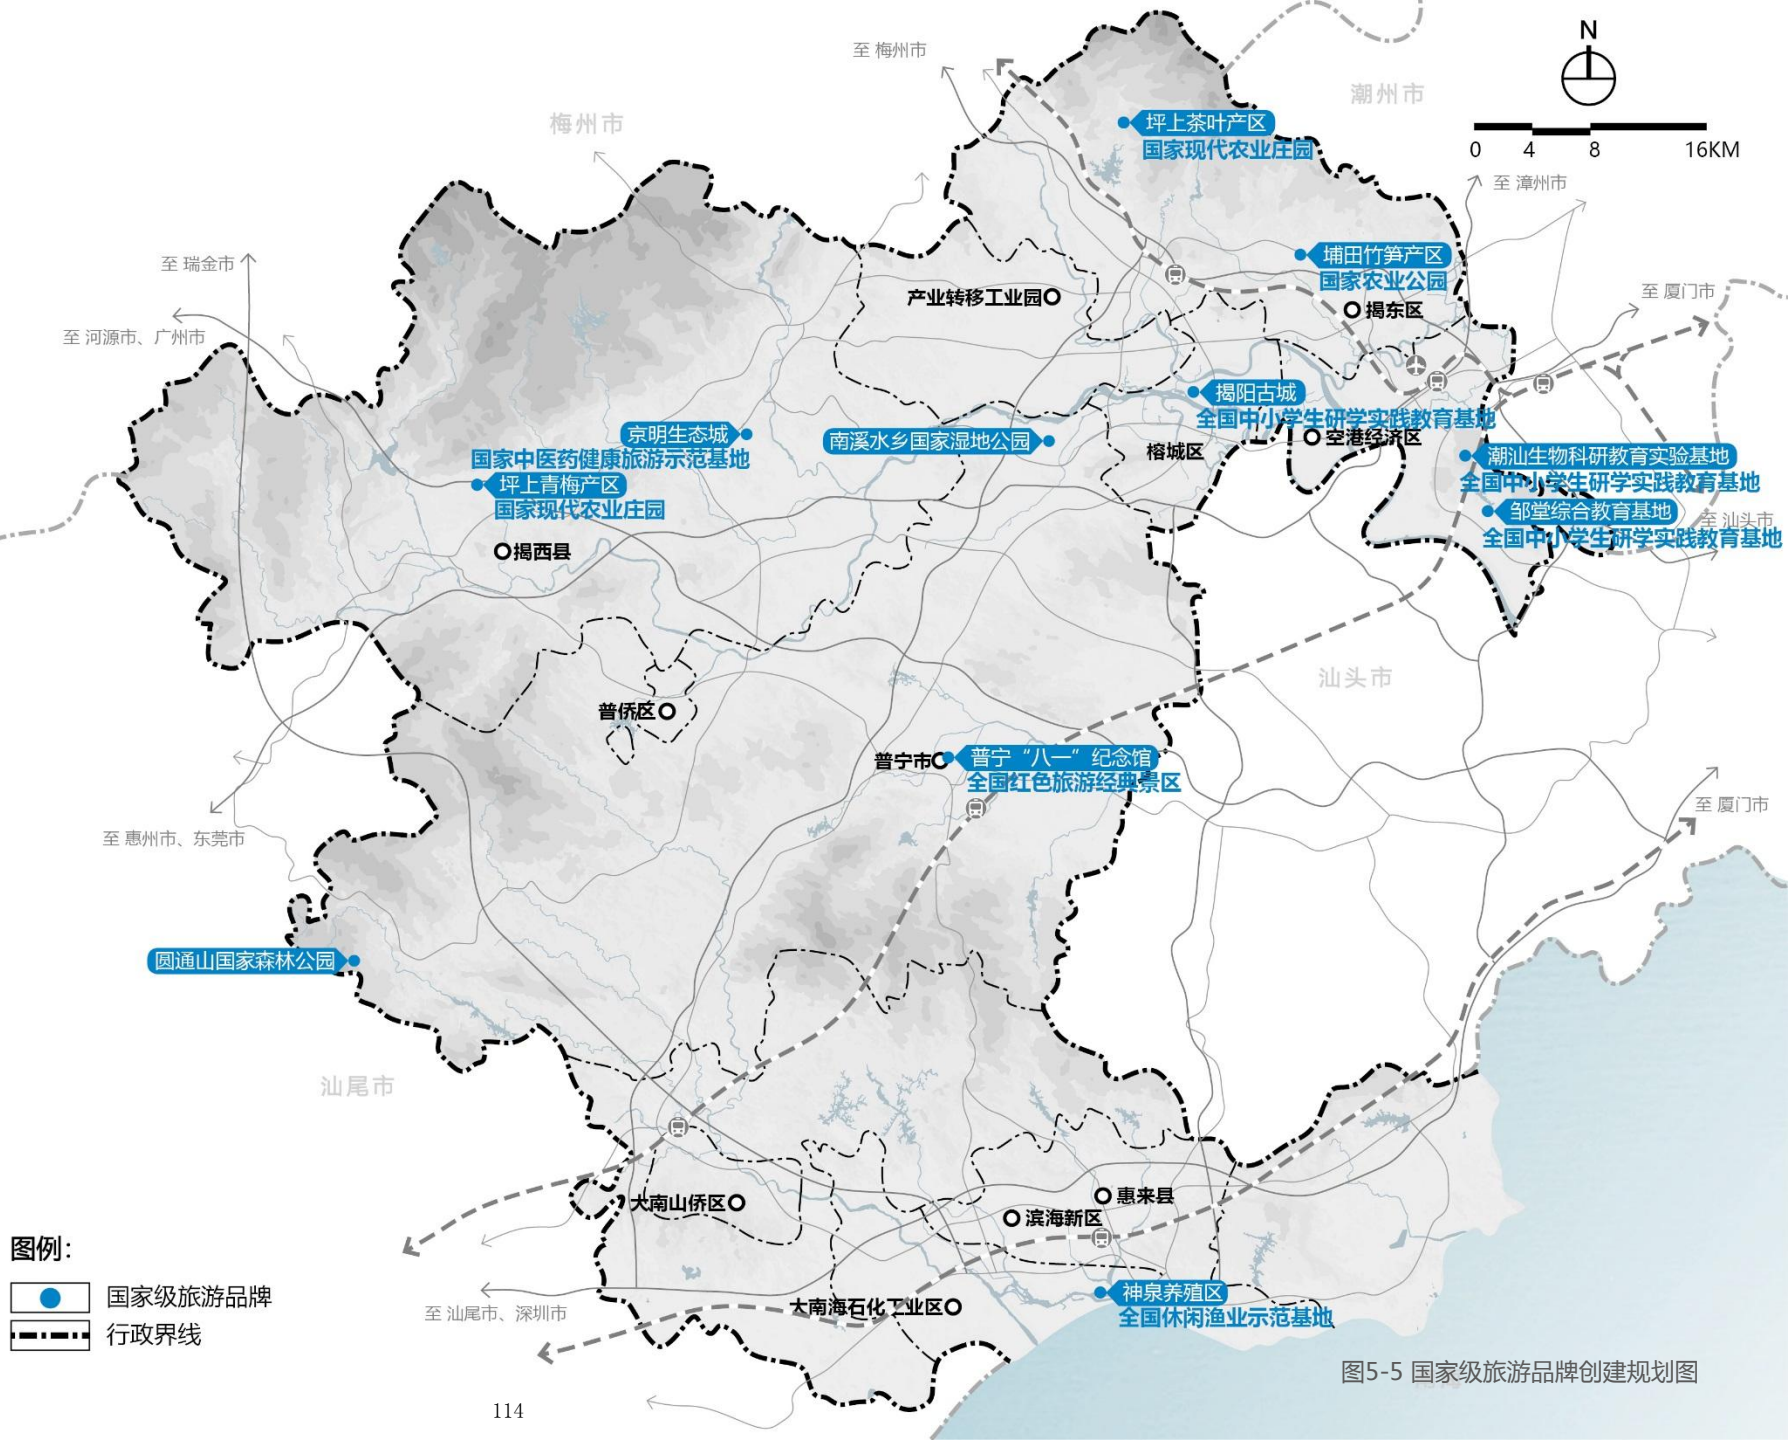 N
至 梅州市
潮州市
梅州市
坪上茶叶产区
国家现代农业庄园
0 4 8 16KM
至 漳州市
至 瑞金市
埔田竹笋产区
国家农业公园
产业转移工业园
揭东区
至 厦门市
至 河源市、广州市
揭阳古城
全国中小学生研学实践教育基地
京明生态城
国家中医药健康旅游示范基地
南溪水乡国家湿地公园
空港经济区
榕城区
潮汕生物科研教育实验基地
全国中小学生研学实践教育基地
坪上青梅产区
国家现代农业庄园
邹堂综合教育基地
全国中小学生研学实践教育基地
至 汕头市
揭西县
汕头市
普侨区
普宁市
普宁“八一”纪念馆
全国红色旅游经典景区
至 厦门市
至 惠州市、东莞市
圆通山国家森林公园
汕尾市
大南山侨区
惠来县
滨海新区
图例：
国家级旅游品牌
行政界线
神泉养殖区
全国休闲渔业示范基地
至 汕尾市、深圳市
大南海石化工业区
图5-5 国家级旅游品牌创建规划图
114